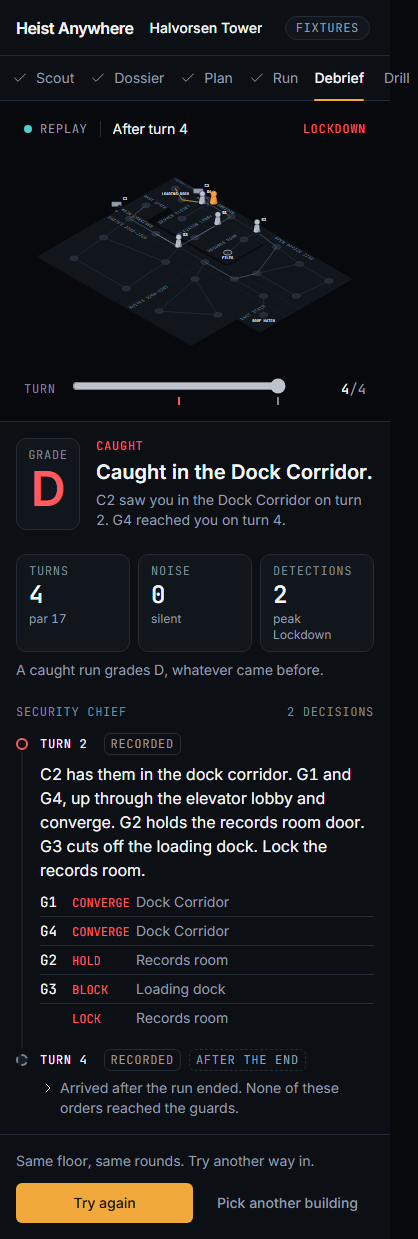 Heist Anywhere Halvorsen Tower FIXTURES
Scout Dossier Plan Run Debrief Drill
REPLAY After turn 4 LOCKDOWN
LOADING DOCK
ROOF HATCH
TURN 4/4
GRADE
D
CAUGHT
Caught in the Dock Corridor.
C2 saw you in the Dock Corridor on turn
2. G4 reached you on turn 4.
TURNS
4
par 17
NOISE
0
silent
DETECTIONS
2
peak
Lockdown
A caught run grades D, whatever came before.
SECURITY CHIEF 2 DECISIONS
TURN 2 RECORDED
C2 has them in the dock corridor. G1 and
G4, up through the elevator lobby and
converge. G2 holds the records room door.
G3 cuts off the loading dock. Lock the
records room.
G1 CONVERGE Dock Corridor
G4 CONVERGE Dock Corridor
G2 HOLD Records room
G3 BLOCK Loading dock
LOCK Records room
TURN 4 RECORDED AFTER THE END
Arrived after the run ended. None of these
orders reached the guards.
Same floor, same rounds. Try another way in.
Try again Pick another building